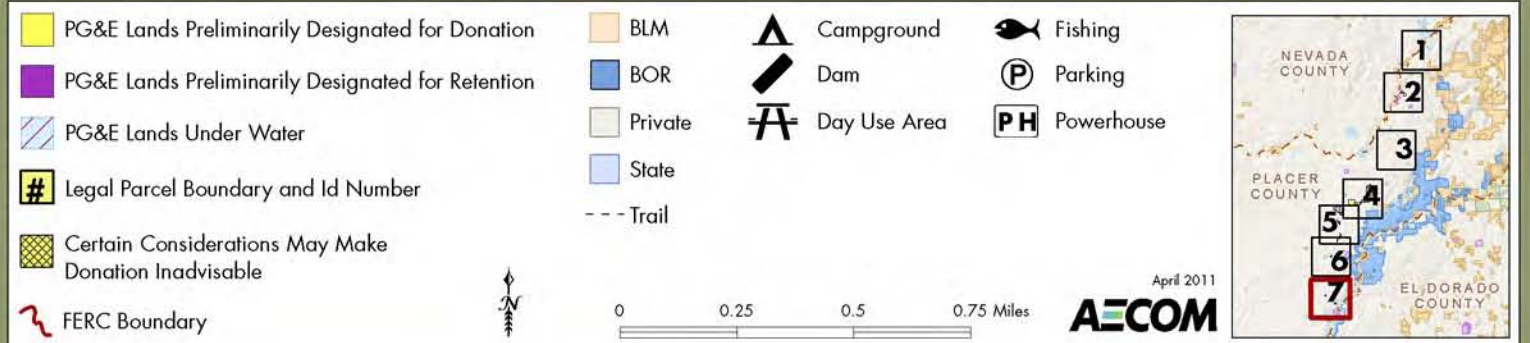 PG&E Lands Preliminarily Designated for Donation
PG&E Lands Preliminarily Designated for Retention
PG&E Lands Under Water
# Legal Parcel Boundary and Id Number
Certain Considerations May Make
Donation Inadvisable
FERC Boundary
BLM
BOR
Private
State
Trail
Campground
Dam
Day Use Area
Fishing
P Parking
PH Powerhouse
N
0 0.25 0.5 0.75 Miles
April 2011
AECOM
NEVADA
COUNTY
1
2
3
PLACER
COUNTY
4
5
6
7
EL DORADO
COUNTY